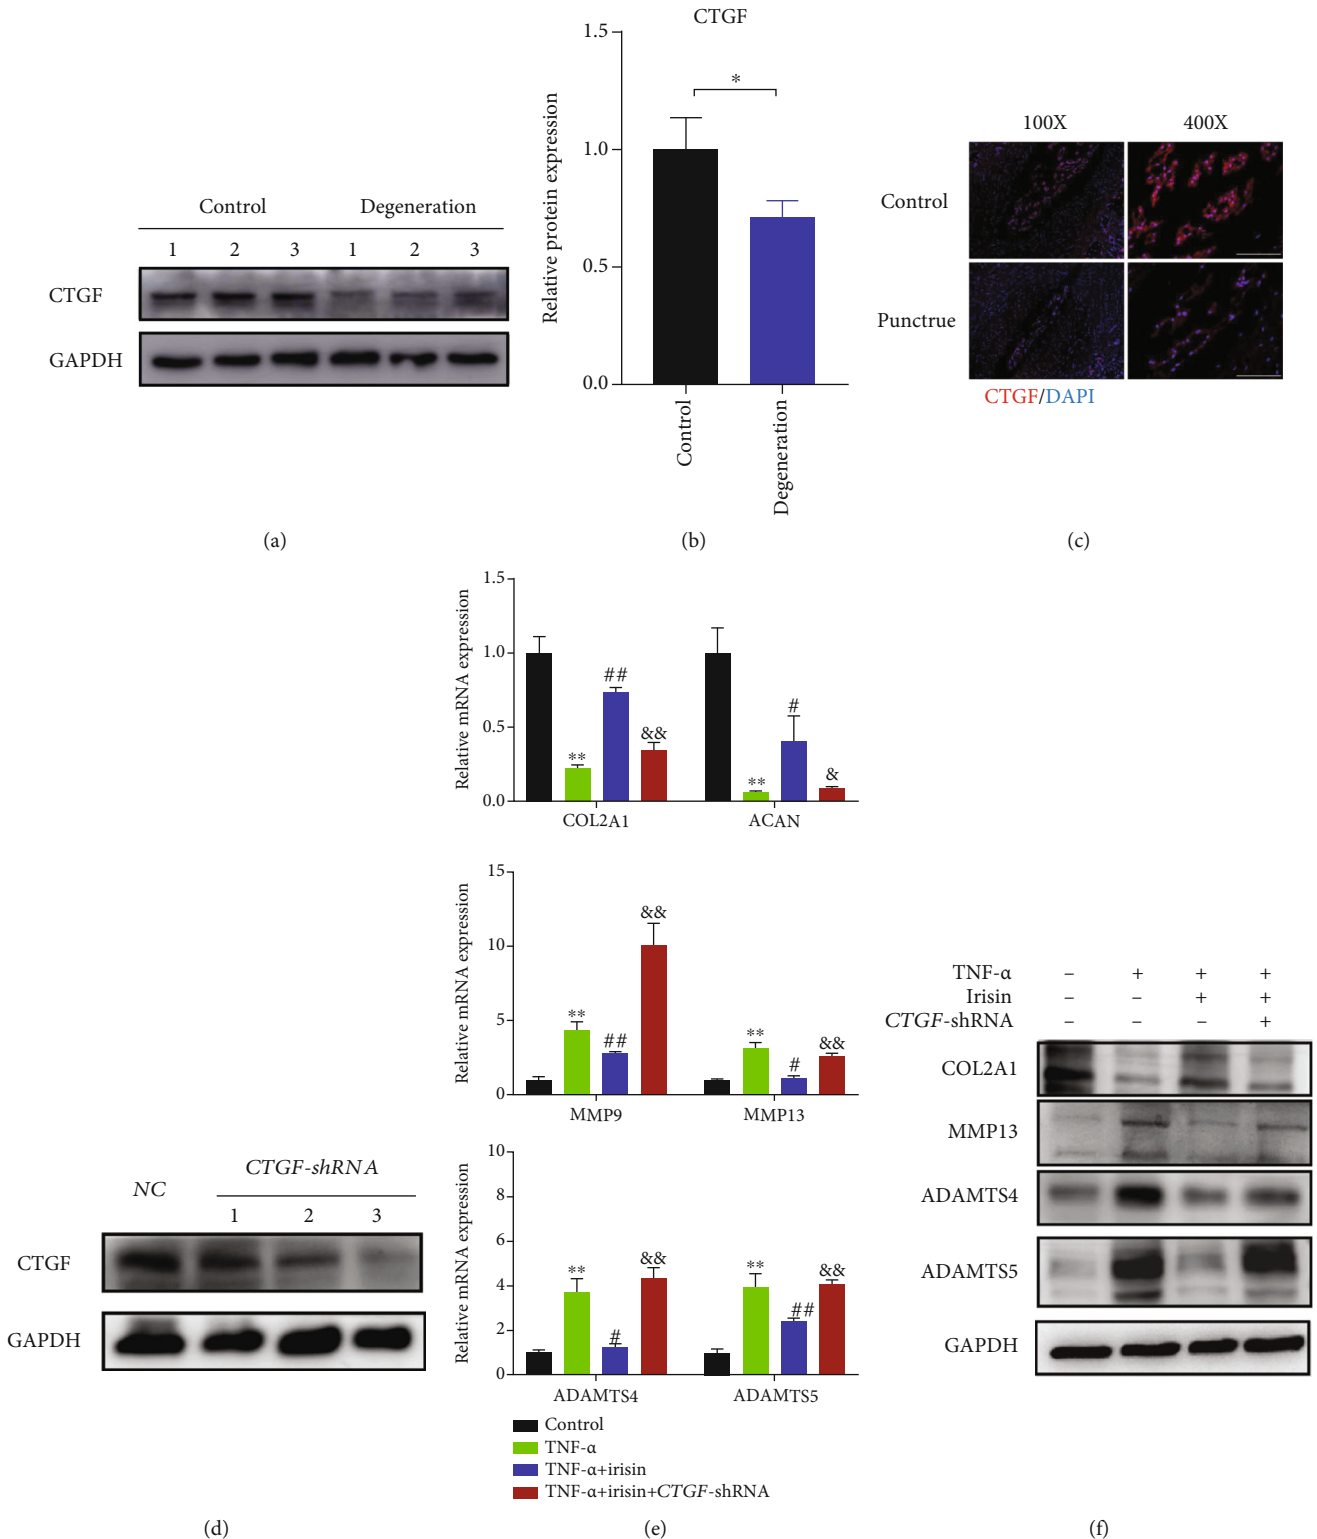 Control Degeneration
1 2 3 1 2 3
CTGF
GAPDH
(a)
CTGF
Relative protein expression
1.5
1.0
0.5
0.0
*
Control
Degeneration
(b)
100X 400X
Control
Punctrue
CTGF/DAPI
(c)
NC CTGF-shRNA
1 2 3
CTGF
GAPDH
(d)
Relative mRNA expression
1.5
1.0
0.5
0.0
** ## &&
** # &
COL2A1 ACAN
Relative mRNA expression
15
10
5
0
** ## &&
** # &&
MMP9 MMP13
Relative mRNA expression
10
8
6
4
2
0
** # &&
** ## &&
ADAMTS4 ADAMTS5
Control
TNF-α
TNF-α+irisin
TNF-α+irisin+CTGF-shRNA
(e)
TNF-α – + + +
Irisin – – + +
CTGF-shRNA – – – +
COL2A1
MMP13
ADAMTS4
ADAMTS5
GAPDH
(f)